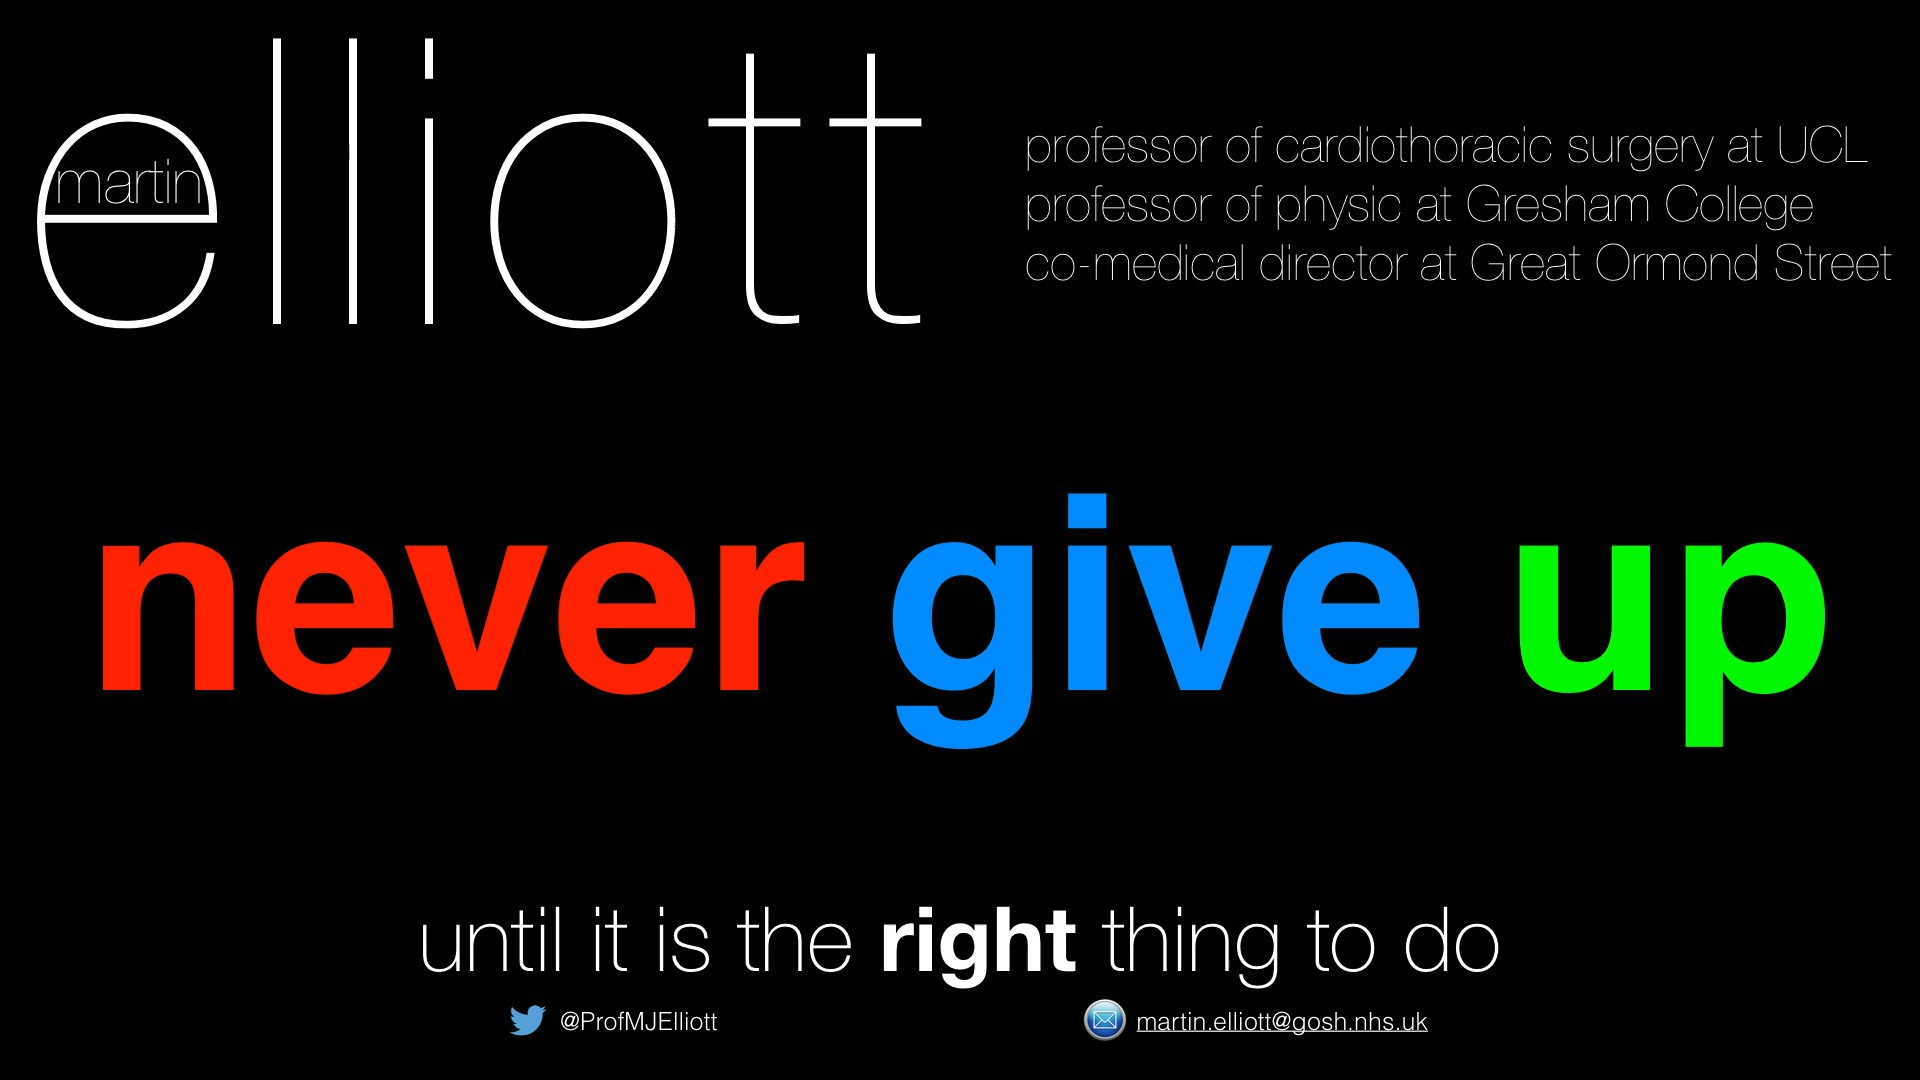 martin
elliott
professor of cardiothoracic surgery at UCL
professor of physic at Gresham College
co-medical director at Great Ormond Street
never give up
until it is the right thing to do
@ProfMJElliott
martin.elliott@gosh.nhs.uk